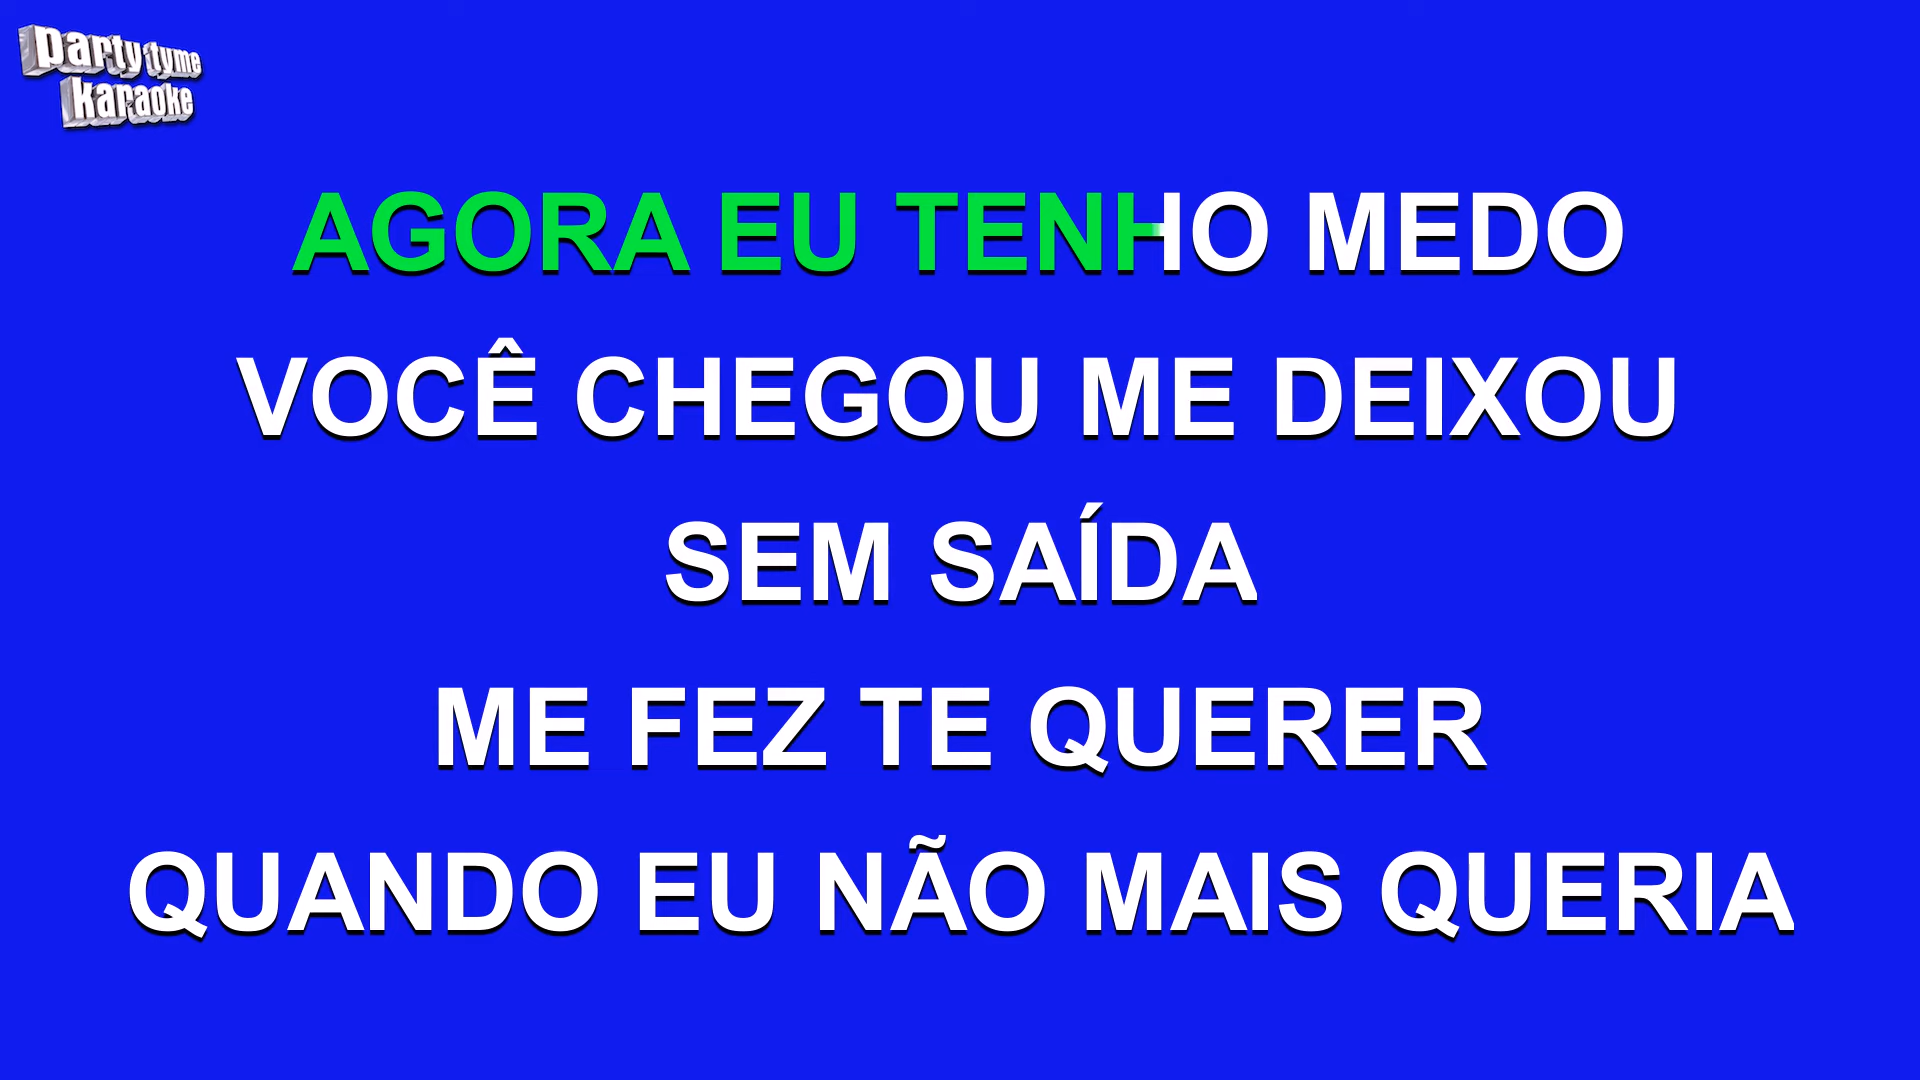 party tyme
karaoke
AGORA EU TENHO MEDO
VOCÊ CHEGOU ME DEIXOU
SEM SAÍDA
ME FEZ TE QUERER
QUANDO EU NÃO MAIS QUERIA